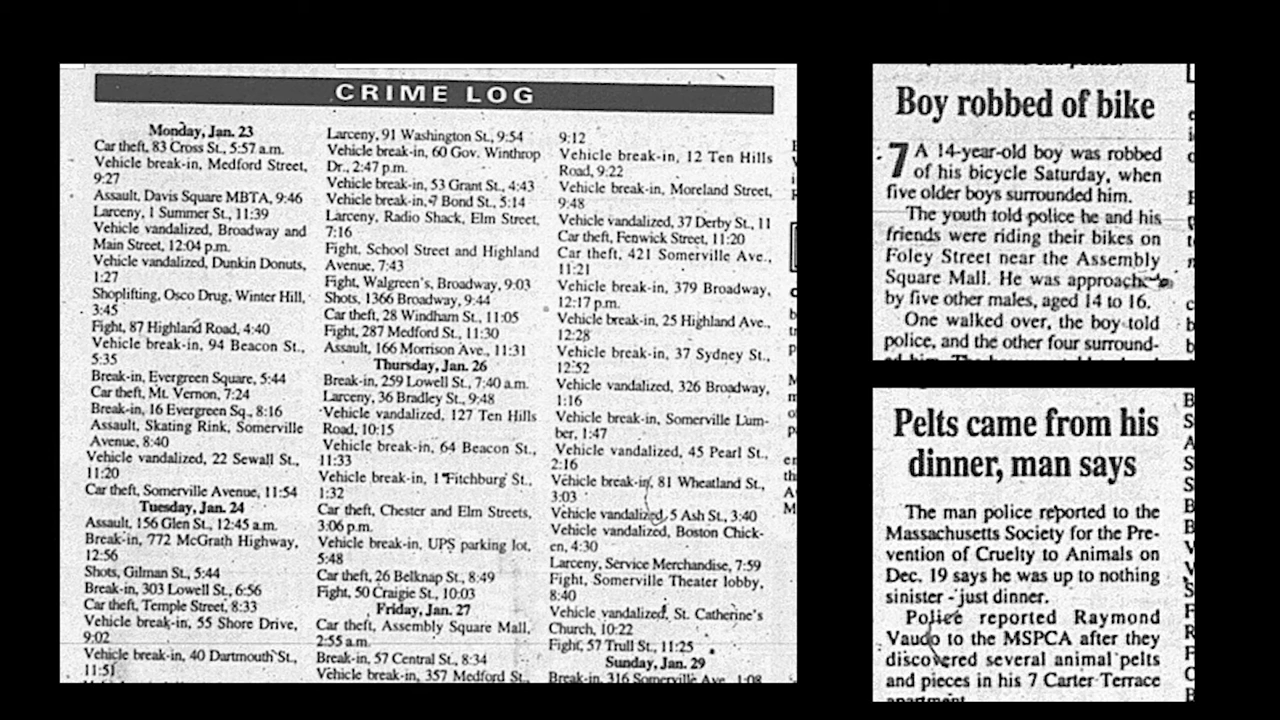 CRIME LOG
Monday, Jan. 23
Car theft, 83 Cross St., 5:57 a.m.
Vehicle break-in, Medford Street,
9:27
Assault, Davis Square MBTA, 9:46
Larceny, 1 Summer St., 11:39
Vehicle vandalized, Broadway and
Main Street, 12:04 p.m.
Vehicle vandalized, Dunkin Donuts,
1:27
Shoplifting, Osco Drug, Winter Hill,
3:45
Fight, 87 Highland Road, 4:40
Vehicle break-in, 94 Beacon St.,
5:35
Break-in, Evergreen Square, 5:44
Car theft, Mt. Vernon, 7:24
Break-in, 16 Evergreen Sq., 8:16
Assault, Skating Rink, Somerville
Avenue, 8:40
Vehicle vandalized, 22 Sewall St.,
11:20
Car theft, Somerville Avenue, 11:54
Tuesday, Jan. 24
Assault, 156 Glen St., 12:45 a.m.
Break-in, 772 McGrath Highway,
12:56
Shots, Gilman St., 5:44
Break-in, 303 Lowell St., 6:56
Car theft, Temple Street, 8:33
Vehicle break-in, 55 Shore Drive,
9:02
Vehicle break-in, 40 Dartmouth St.,
11:51
Larceny, 91 Washington St., 9:54
Vehicle break-in, 60 Gov. Winthrop
Dr., 2:47 p.m.
Vehicle break-in, 53 Grant St., 4:43
Vehicle break-in, 7 Bond St., 5:14
Larceny, Radio Shack, Elm Street,
7:16
Fight, School Street and Highland
Avenue, 7:43
Fight, Walgreen's, Broadway, 9:03
Shots, 1366 Broadway, 9:44
Car theft, 28 Windham St., 11:05
Fight, 287 Medford St., 11:30
Assault, 166 Morrison Ave., 11:31
Thursday, Jan. 26
Break-in, 259 Lowell St., 7:40 a.m.
Larceny, 36 Bradley St., 9:48
Vehicle vandalized, 127 Ten Hills
Road, 10:15
Vehicle break-in, 64 Beacon St.,
11:33
Vehicle break-in, 1 Fitchburg St.,
1:32
Car theft, Chester and Elm Streets,
3:06 p.m.
Vehicle break-in, UPS parking lot,
5:48
Car theft, 26 Belknap St., 8:49
Fight, 50 Craigie St., 10:03
Friday, Jan. 27
Car theft, Assembly Square Mall,
2:55 a.m.
Break-in, 57 Central St., 8:34
Vehicle break-in, 357 Medford St.,
9:12
Vehicle break-in, 12 Ten Hills
Road, 9:22
Vehicle break-in, Moreland Street,
9:48
Vehicle vandalized, 37 Derby St., 11
Car theft, Fenwick Street, 11:20
Car theft, 421 Somerville Ave.,
11:21
Vehicle break-in, 379 Broadway,
12:17 p.m.
Vehicle break-in, 25 Highland Ave.,
12:28
Vehicle break-in, 37 Sydney St.,
12:52
Vehicle vandalized, 326 Broadway,
1:16
Vehicle break-in, Somerville Lum-
ber, 1:47
Vehicle vandalized, 45 Pearl St.,
2:16
Vehicle break-in, 81 Wheatland St.,
3:03
Vehicle vandalized, 5 Ash St., 3:40
Vehicle vandalized, Boston Chick-
en, 4:30
Larceny, Service Merchandise, 7:59
Fight, Somerville Theater lobby,
8:40
Vehicle vandalized, St. Catherine's
Church, 10:22
Fight, 57 Trull St., 11:25
Sunday, Jan. 29
Break-in, 316 Somerville Ave. 1:08
Boy robbed of bike
7 A 14-year-old boy was robbed
of his bicycle Saturday, when
five older boys surrounded him.
The youth told police he and his
friends were riding their bikes on
Foley Street near the Assembly
Square Mall. He was approached
by five other males, aged 14 to 16.
One walked over, the boy told
police, and the other four surround-
ed him. The
Pelts came from his
dinner, man says
The man police reported to the
Massachusetts Society for the Pre-
vention of Cruelty to Animals on
Dec. 19 says he was up to nothing
sinister - just dinner.
Police reported Raymond
Vaudo to the MSPCA after they
discovered several animal pelts
and pieces in his 7 Carter Terrace
apartment